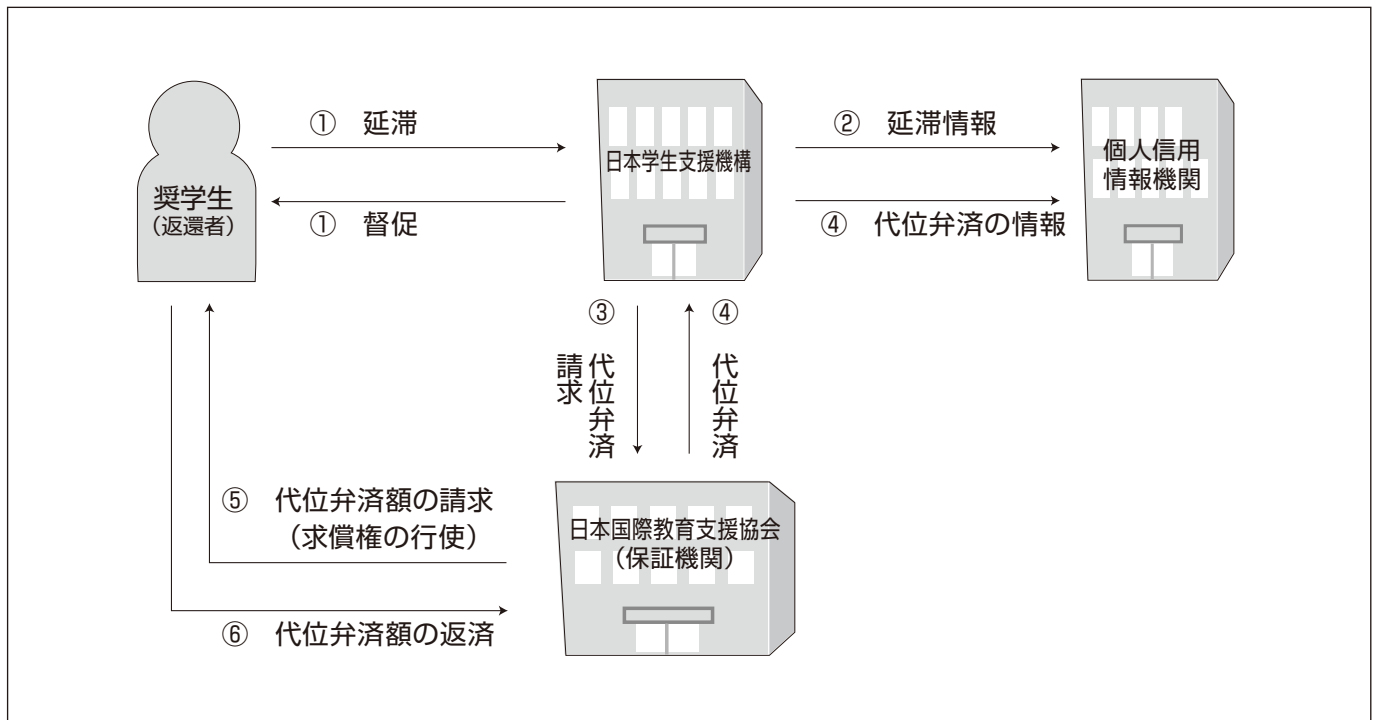 ① 延滞
① 督促
奨学生
（返還者）
日本学生支援機構
② 延滞情報
④ 代位弁済の情報
個人信用
情報機関
③ 代位弁済
請求
④ 代位弁済
⑤ 代位弁済額の請求
（求償権の行使）
⑥ 代位弁済額の返済
日本国際教育支援協会
（保証機関）